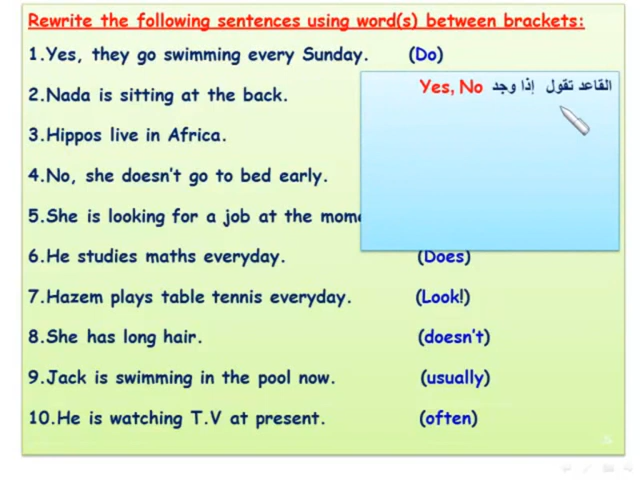 Rewrite the following sentences using word(s) between brackets:
1.Yes, they go swimming every Sunday. (Do)
القاعد تقول إذا وجد Yes, No
2.Nada is sitting at the back.
3.Hippos live in Africa.
4.No, she doesn't go to bed early.
5.She is looking for a job at the mome
6.He studies maths everyday. (Does)
7.Hazem plays table tennis everyday. (Look!)
8.She has long hair. (doesn't)
9.Jack is swimming in the pool now. (usually)
10.He is watching T.V at present. (often)